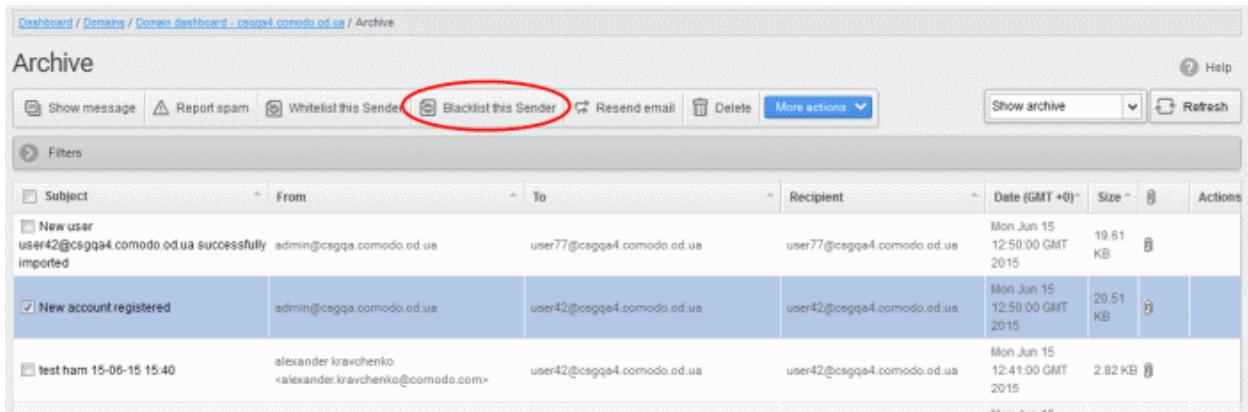 Dashboard / Domains / Domain dashboard - csgqa4.comodo.od.ua / Archive
Archive
Help
Show message Report spam Whitelist this Sender Blacklist this Sender Resend email Delete More actions
Show archive Refresh
Filters
Subject From To Recipient Date (GMT +0) Size Actions
New user
user42@csgqa4.comodo.od.ua successfully
imported
admin@csgqa.comodo.od.ua user77@csgqa4.comodo.od.ua user77@csgqa4.comodo.od.ua
Mon Jun 15
12:50:00 GMT
2015
19.61
KB
New account registered admin@csgqa.comodo.od.ua user42@csgqa4.comodo.od.ua user42@csgqa4.comodo.od.ua
Mon Jun 15
12:50:00 GMT
2015
20.51
KB
test ham 15-06-15 15:40
alexander kravchenko
<alexander.kravchenko@comodo.com>
user42@csgqa4.comodo.od.ua user42@csgqa4.comodo.od.ua
Mon Jun 15
12:41:00 GMT
2015
2.82 KB